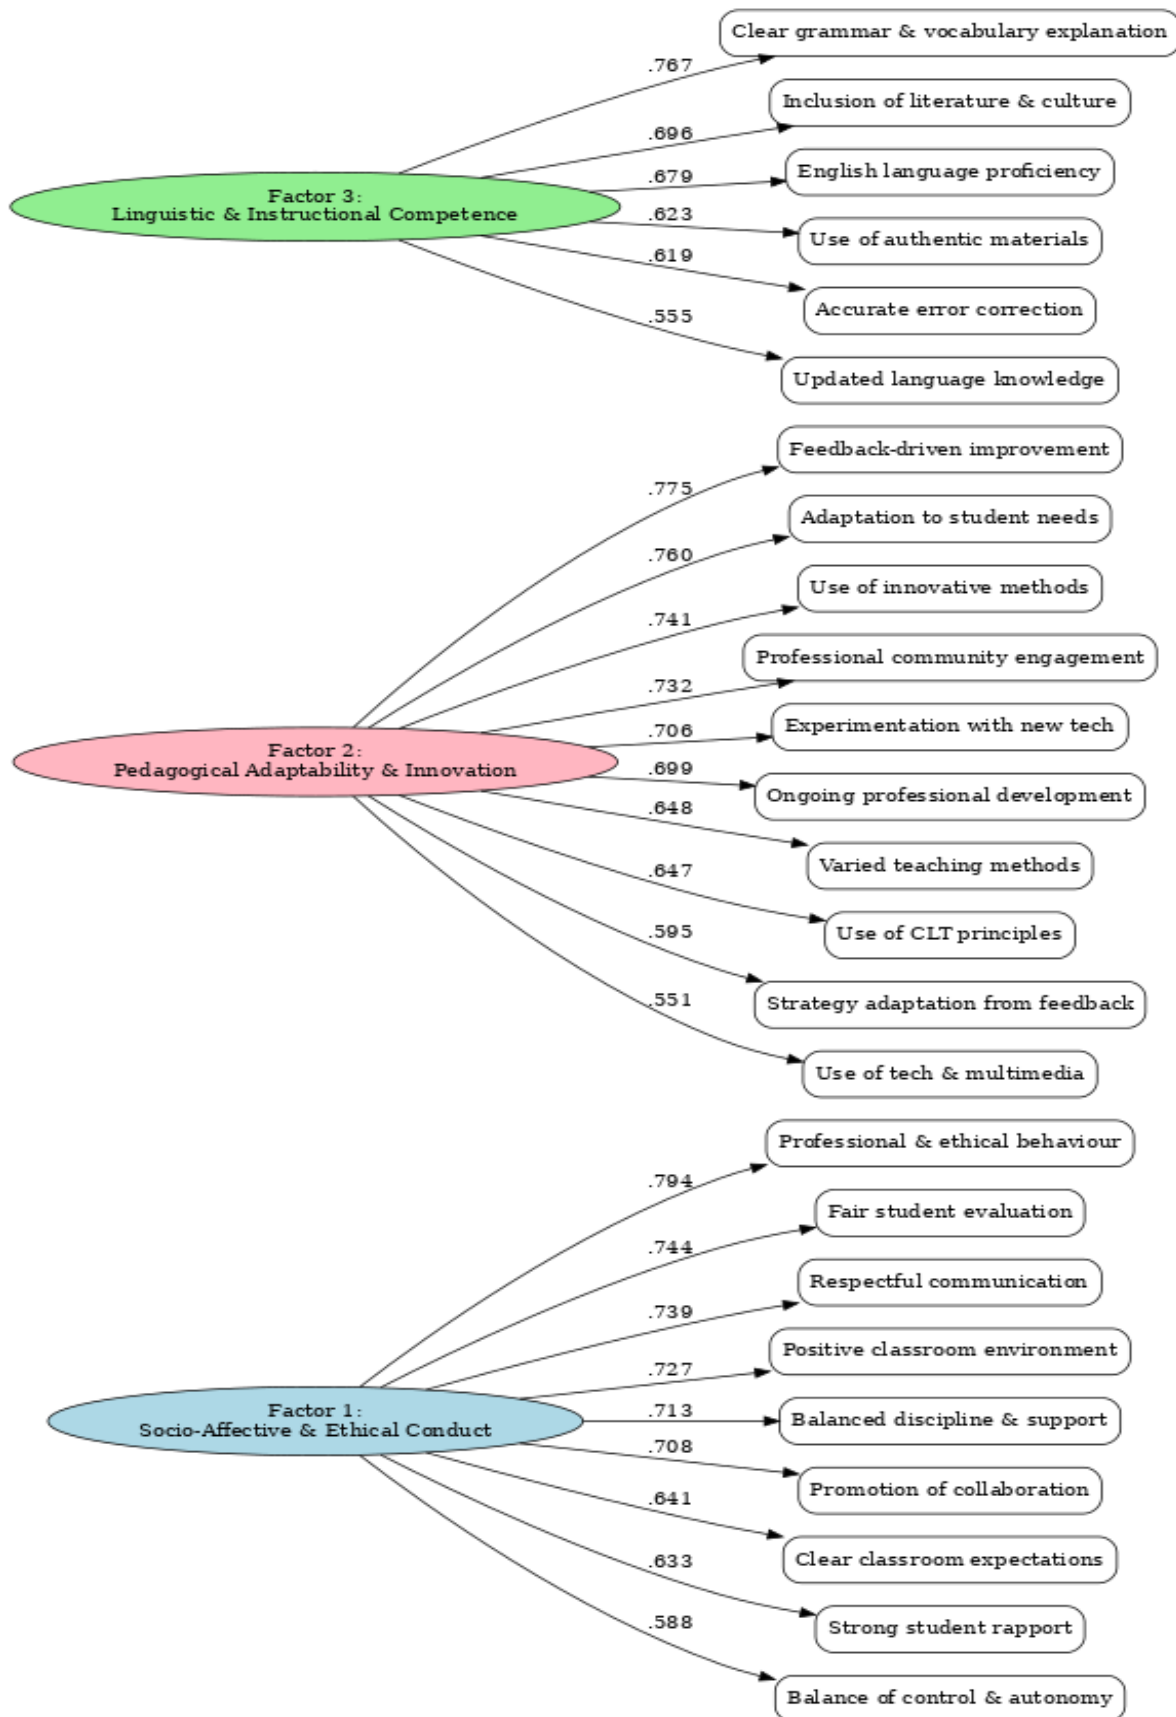 Clear grammar & vocabulary explanation
.767
Inclusion of literature & culture
.696
English language proficiency
.679
Factor 3:
Linguistic & Instructional Competence
.623
Use of authentic materials
.619
Accurate error correction
.555
Updated language knowledge
Feedback-driven improvement
.775
Adaptation to student needs
.760
Use of innovative methods
.741
Professional community engagement
.732
Experimentation with new tech
.706
Factor 2:
Pedagogical Adaptability & Innovation
.699
Ongoing professional development
.648
Varied teaching methods
.647
Use of CLT principles
.595
Strategy adaptation from feedback
.551
Use of tech & multimedia
Professional & ethical behaviour
.794
Fair student evaluation
.744
Respectful communication
.739
Positive classroom environment
.727
Factor 1:
Socio-Affective & Ethical Conduct
.713
Balanced discipline & support
.708
Promotion of collaboration
.641
Clear classroom expectations
.633
Strong student rapport
.588
Balance of control & autonomy